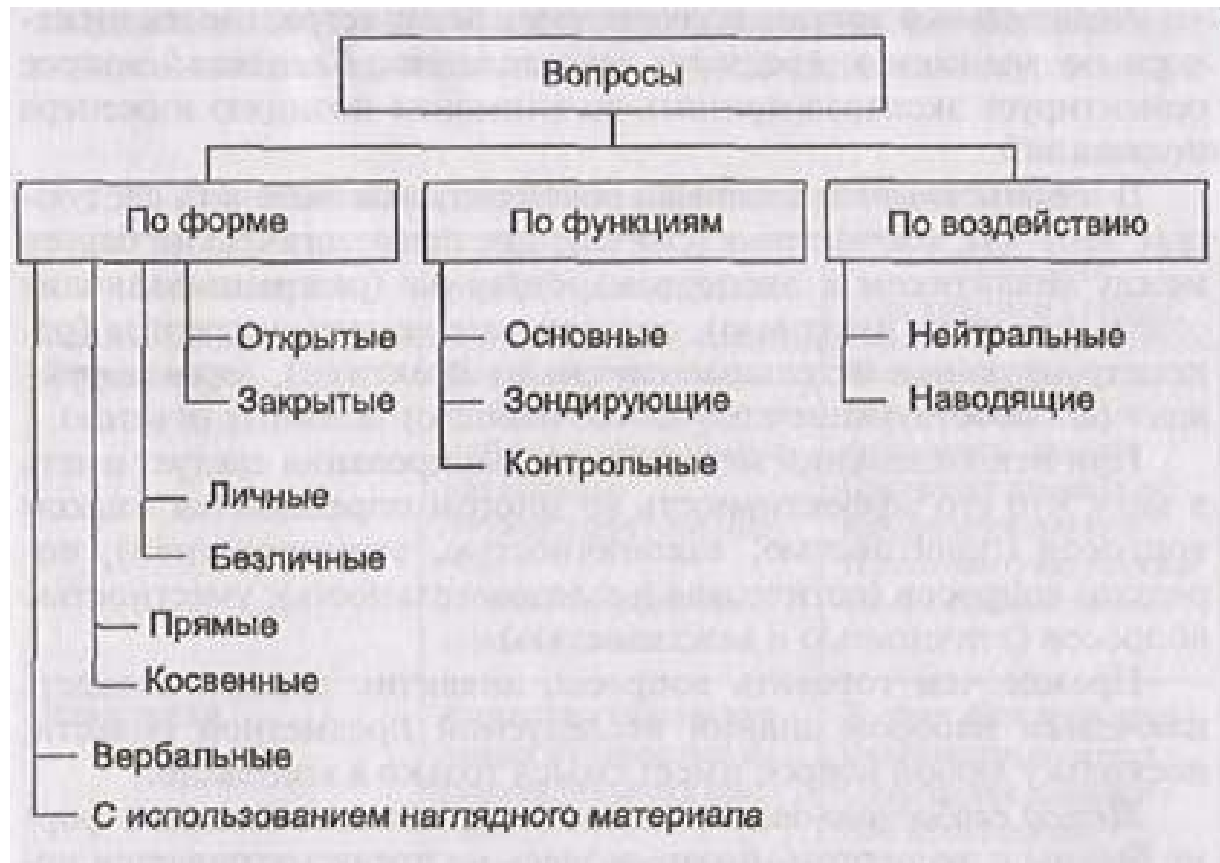 Вопросы
По форме
По функциям
По воздействию
Открытые
Основные
Нейтральные
Закрытые
Зондирующие
Наводящие
Контрольные
Личные
Безличные
Прямые
Косвенные
Вербальные
С использованием наглядного материала